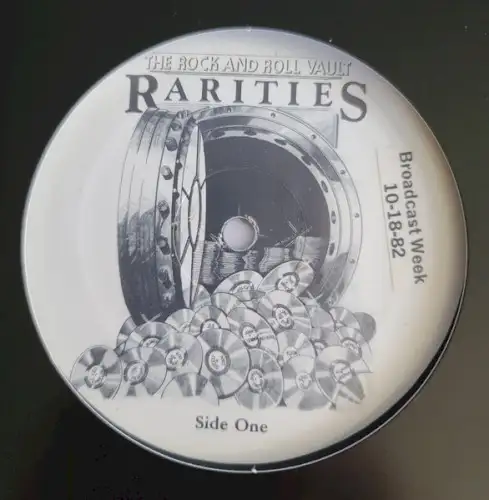 THE ROCK AND ROLL VAULT
RARITIES
Broadcast Week
10-18-82
Side One